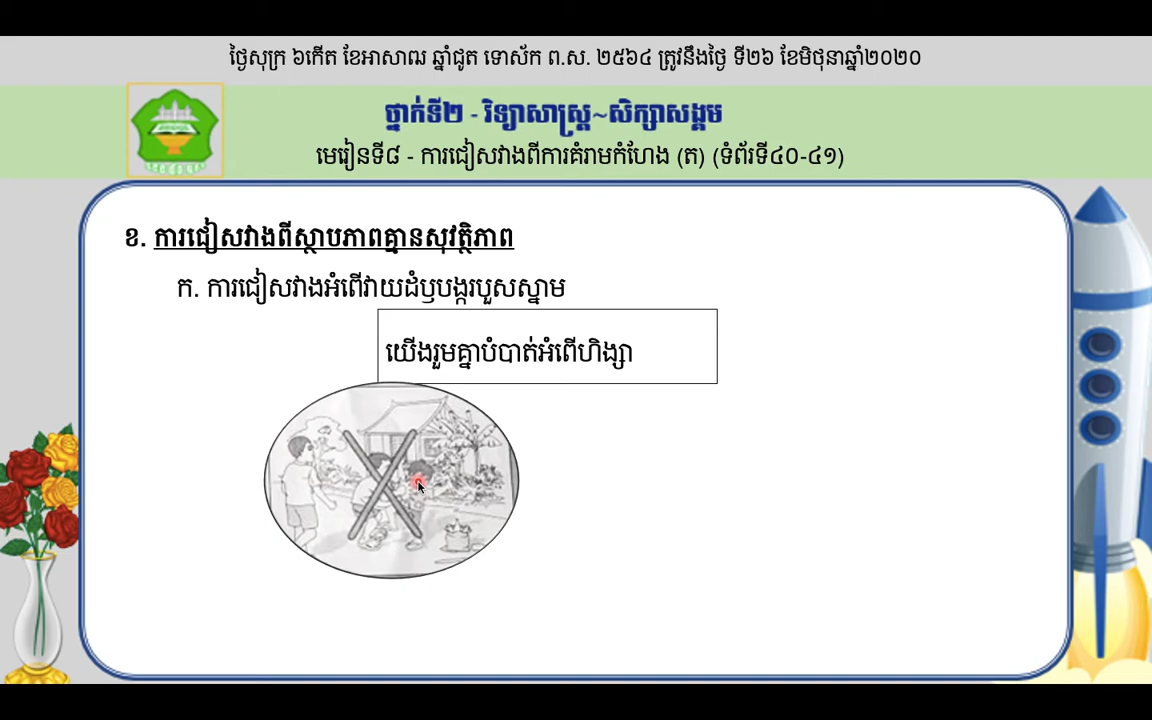 ថ្ងៃសុក្រ ៦កើត ខែអាសាឍ ឆ្នាំជូត ទោស័ក ព.ស. ២៥៦៤ ត្រូវនឹងថ្ងៃ ទី២៦ ខែមិថុនាឆ្នាំ២០២០
ថ្នាក់ទី២ - វិទ្យាសាស្ត្រ~សិក្សាសង្គម
មេរៀនទី៨ - ការជៀសវាងពីការគំរាមកំហែង (ត) (ទំព័រទី៤០-៤១)
ខ. ការជៀសវាងពីស្ថាបភាពគ្មានសុវត្ថិភាព
ក. ការជៀសវាងអំពើវាយដំឫបង្ករបួសស្នាម
យើងរួមគ្នាបំបាត់អំពើហិង្សា